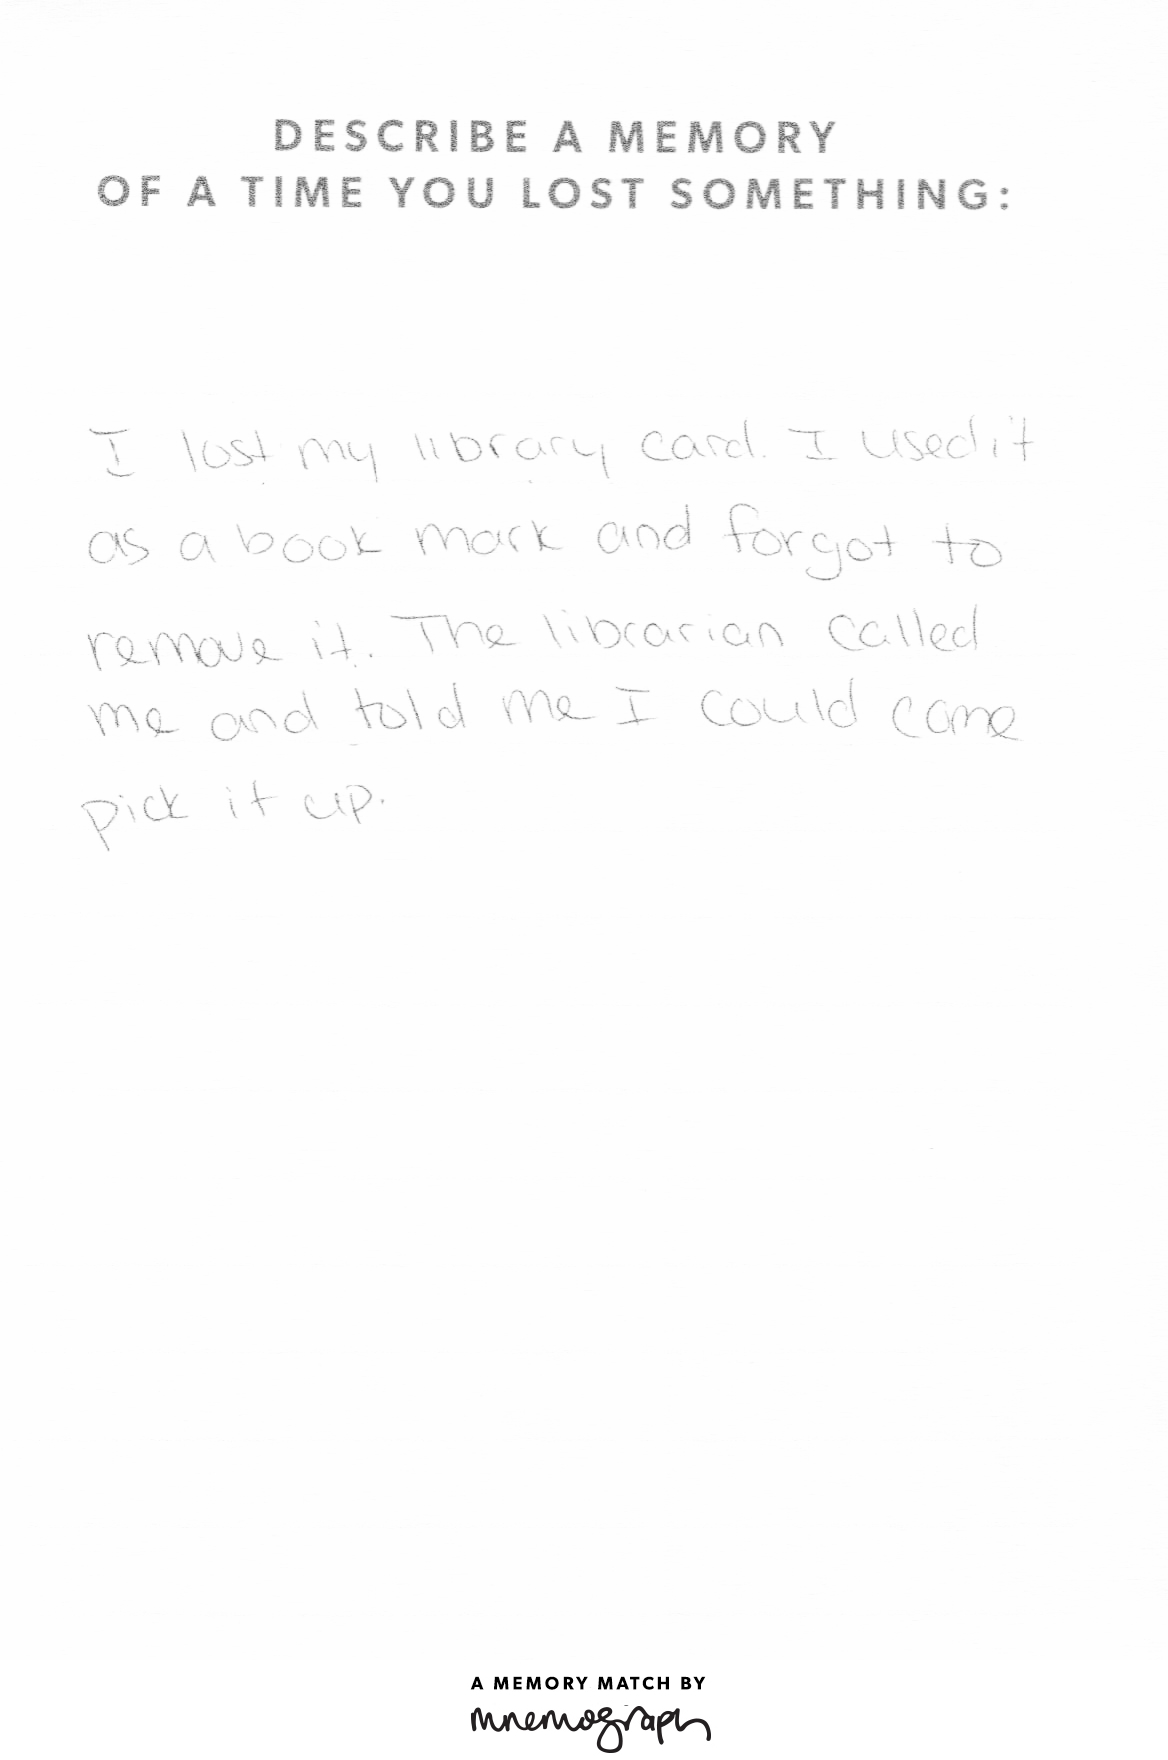 DESCRIBE A MEMORY
OF A TIME YOU LOST SOMETHING:
I lost my library card. I used it
as a book mark and forgot to
remove it. The librarian called
me and told me I could come
pick it up.
A MEMORY MATCH BY
mnemograph